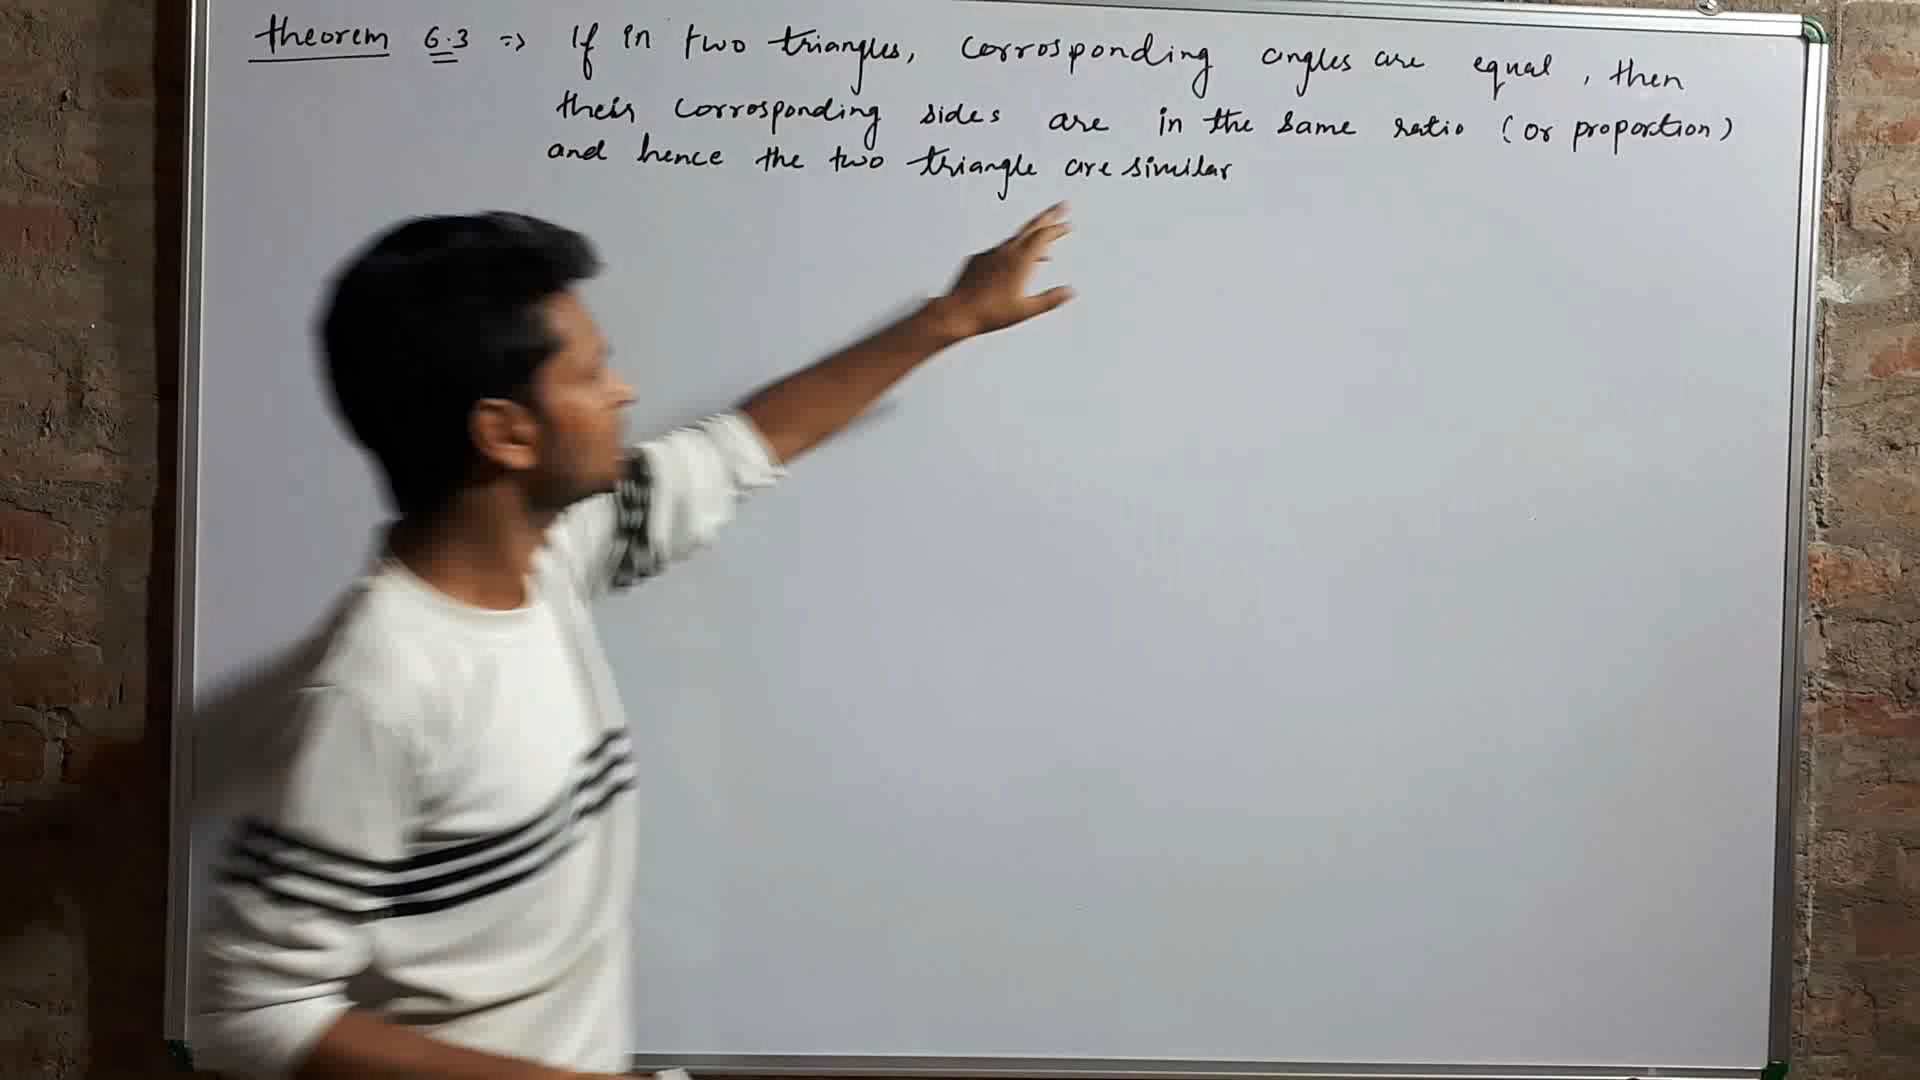 theorem 6.3 => If in two triangles, corrosponding angles are equal, then
their corrosponding sides are in the same ratio (or proportion)
and hence the two triangle are similar